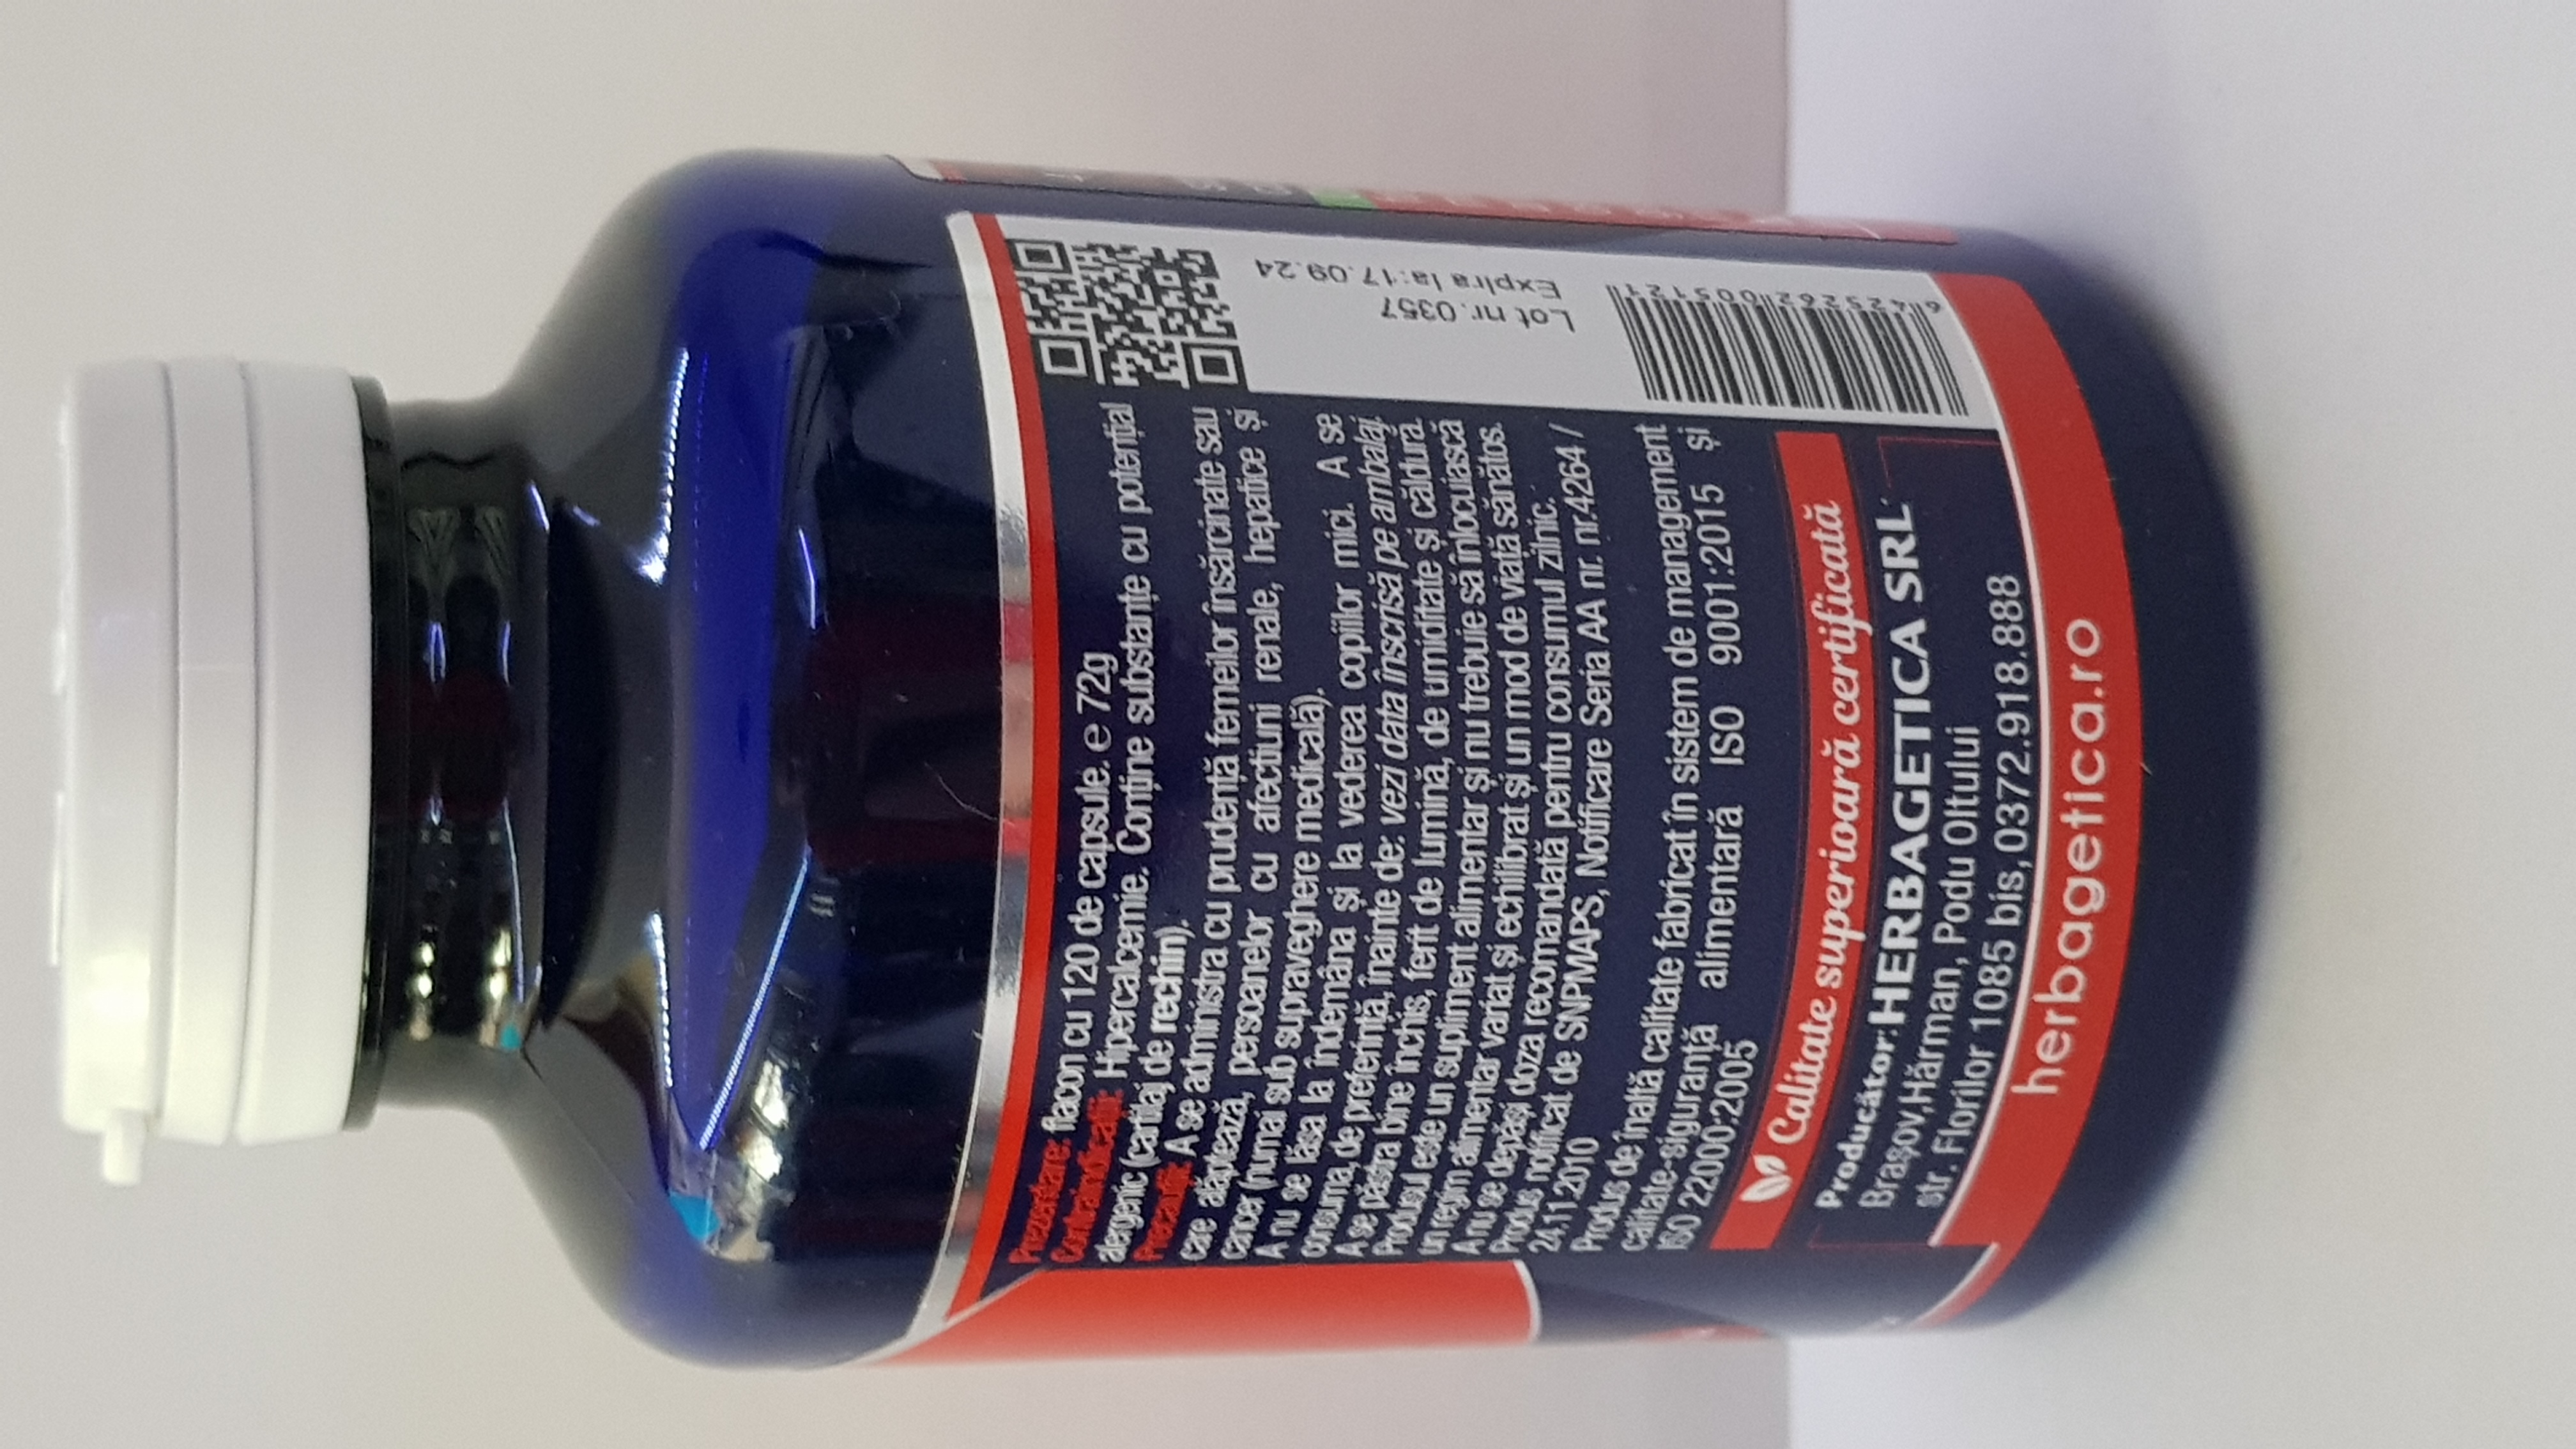 Prezentare: flacon cu 120 de capsule. e 72g
Contraindicații: Hipercalcemie. Conține substanțe cu potențial
alergenic (cartilaj de rechin).
Precauții: A se administra cu prudență femeilor însărcinate sau
care alăptează, persoanelor cu afecțiuni renale, hepatice și
cancer (numai sub supraveghere medicală).
A nu se lăsa la îndemâna și la vederea copiilor mici. A se
consuma, de preferință, înainte de: vezi data înscrisă pe ambalaj.
A se păstra bine închis, ferit de lumină, de umiditate și căldură.
Produsul este un supliment alimentar și nu trebuie să înlocuiască
un regim alimentar variat și echilibrat și un mod de viață sănătos.
A nu se depăși doza recomandată pentru consumul zilnic.
Produs notificat de SNPMAPS, Notificare Seria AA nr. nr.4264 /
24.11.2010
Produs de înaltă calitate fabricat în sistem de management
calitate-siguranță alimentară ISO 9001:2015 și
ISO 22000:2005
Calitate superioară certificată
Producător: HERBAGETICA SRL
Brașov, Hărman, Podu Oltului
str. Florilor 1085 bis, 0372.918.888
herbagetica.ro
Lot nr.:0357
Expira la:17.09.24
6 425262 005121